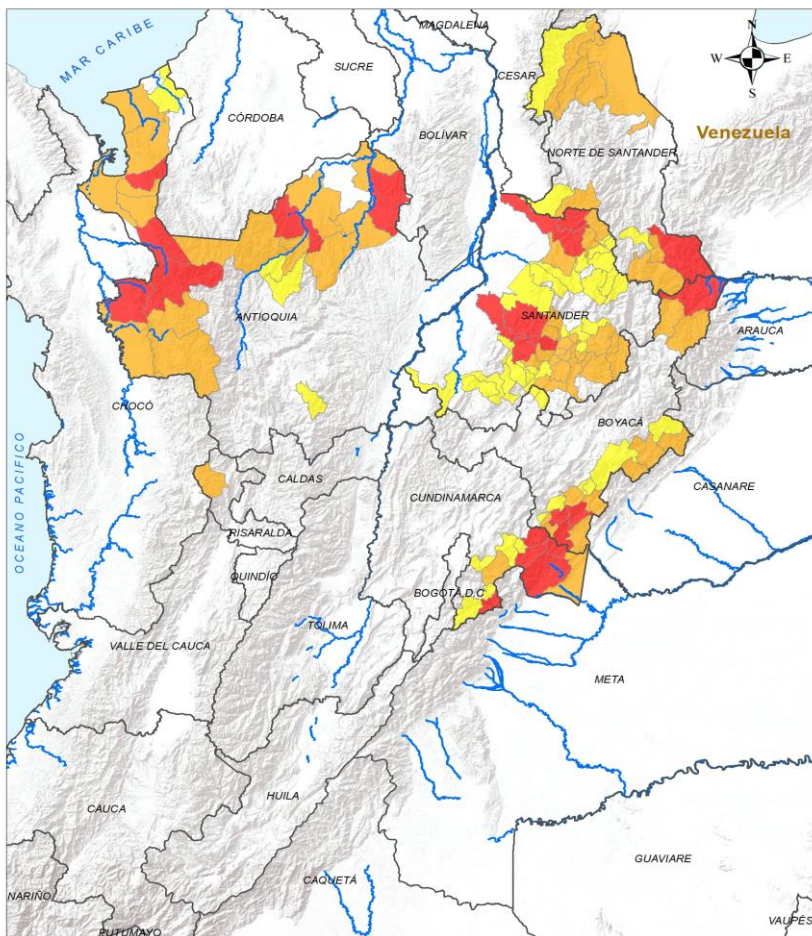 MAGDALENA
N
W E
S
MAR CARIBE
SUCRE
CESAR
CÓRDOBA
BOLÍVAR
Venezuela
NORTE DE SANTANDER
ANTIOQUIA
SANTANDER
ARAUCA
CHOCÓ
BOYACÁ
OCEANO PACIFICO
CALDAS
CUNDINAMARCA
CASANARE
RISARALDA
QUINDÍO
BOGOTÁ, D.C
TOLIMA
VALLE DEL CAUCA
META
CAUCA
HUILA
GUAVIARE
NARIÑO
CAQUETÁ
PUTUMAYO
VAUPÉS